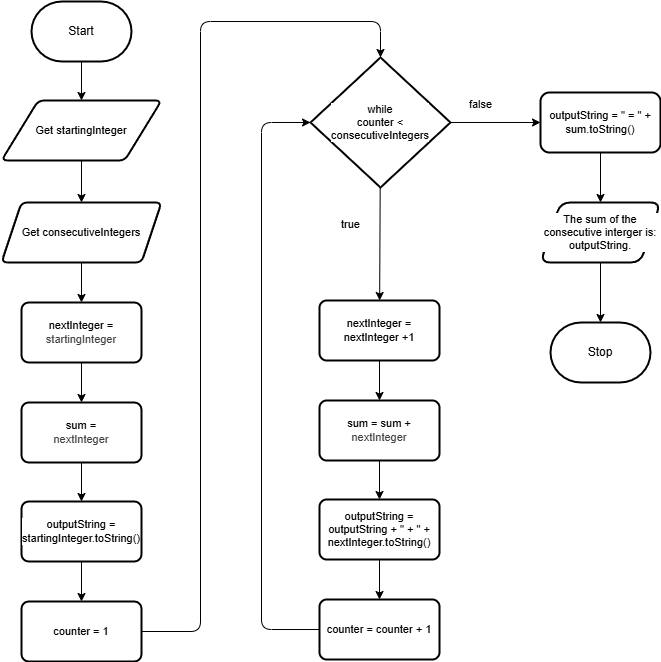 Start
Get startingInteger
Get consecutiveIntegers
nextInteger =
startingInteger
sum =
nextInteger
outputString =
startingInteger.toString()
counter = 1
while
counter <
consecutiveIntegers
true
false
nextInteger =
nextInteger +1
sum = sum +
nextInteger
outputString =
outputString + " + " +
nextInteger.toString()
counter = counter + 1
outputString = " = " +
sum.toString()
The sum of the
consecutive interger is:
outputString.
Stop